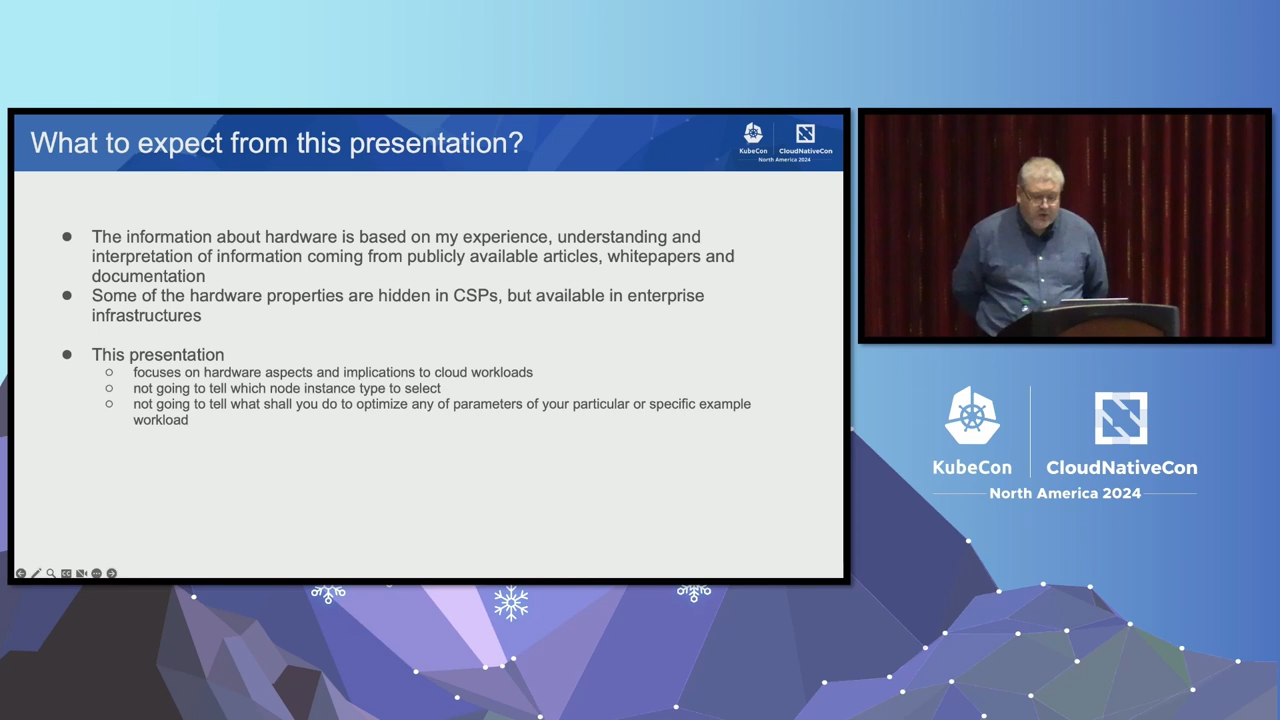 What to expect from this presentation?
KubeCon
CloudNativeCon
North America 2024
The information about hardware is based on my experience, understanding and
interpretation of information coming from publicly available articles, whitepapers and
documentation
Some of the hardware properties are hidden in CSPs, but available in enterprise
infrastructures
This presentation
focuses on hardware aspects and implications to cloud workloads
not going to tell which node instance type to select
not going to tell what shall you do to optimize any of parameters of your particular or specific example
workload
KubeCon
CloudNativeCon
North America 2024